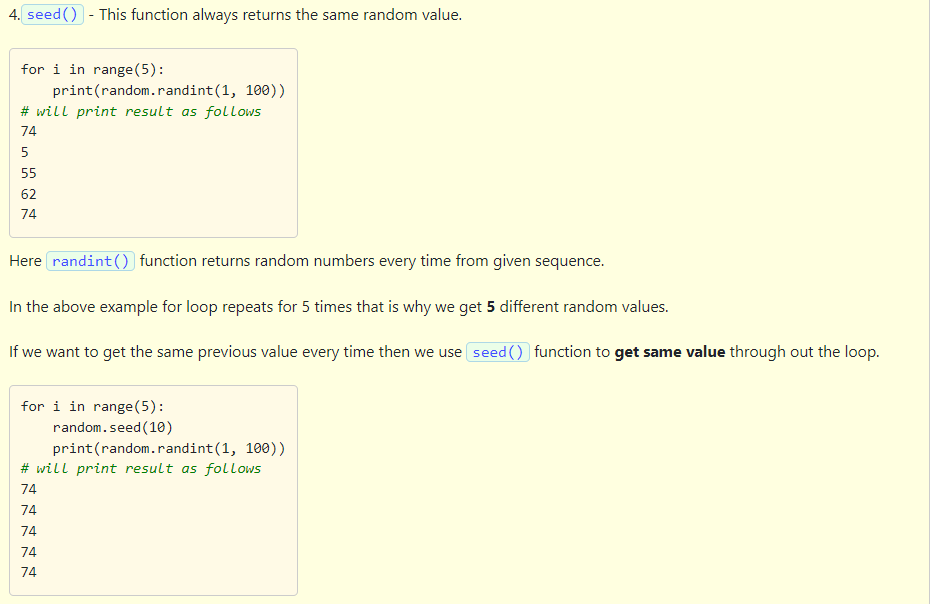 4. seed() - This function always returns the same random value.
for i in range(5):
    print(random.randint(1, 100))
# will print result as follows
74
5
55
62
74
Here randint() function returns random numbers every time from given sequence.
In the above example for loop repeats for 5 times that is why we get 5 different random values.
If we want to get the same previous value every time then we use seed() function to get same value through out the loop.
for i in range(5):
    random.seed(10)
    print(random.randint(1, 100))
# will print result as follows
74
74
74
74
74